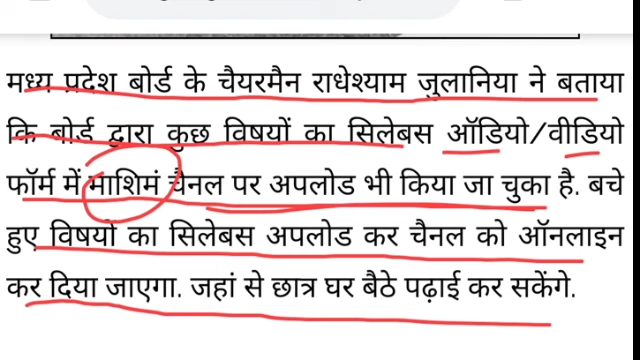 मध्य प्रदेश बोर्ड के चैयरमैन राधेश्याम जुलानिया ने बताया
कि बोर्ड द्वारा कुछ विषयों का सिलेबस ऑडियो/वीडियो
फॉर्म में माशिमं चैनल पर अपलोड भी किया जा चुका है. बचे
हुए विषयों का सिलेबस अपलोड कर चैनल को ऑनलाइन
कर दिया जाएगा. जहां से छात्र घर बैठे पढ़ाई कर सकेंगे.